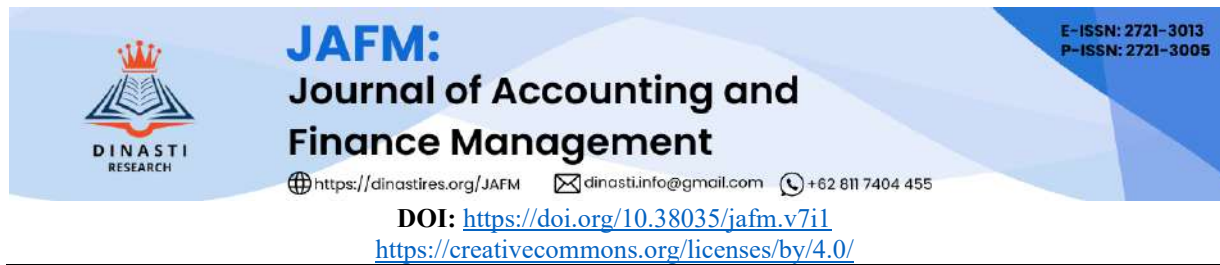 E-ISSN: 2721-3013
P-ISSN: 2721-3005
JAFM:
Journal of Accounting and
Finance Management
DINASTI
RESEARCH
https://dinastires.org/JAFM dinasti.info@gmail.com +62 811 7404 455
DOI: https://doi.org/10.38035/jafm.v7i1
https://creativecommons.org/licenses/by/4.0/